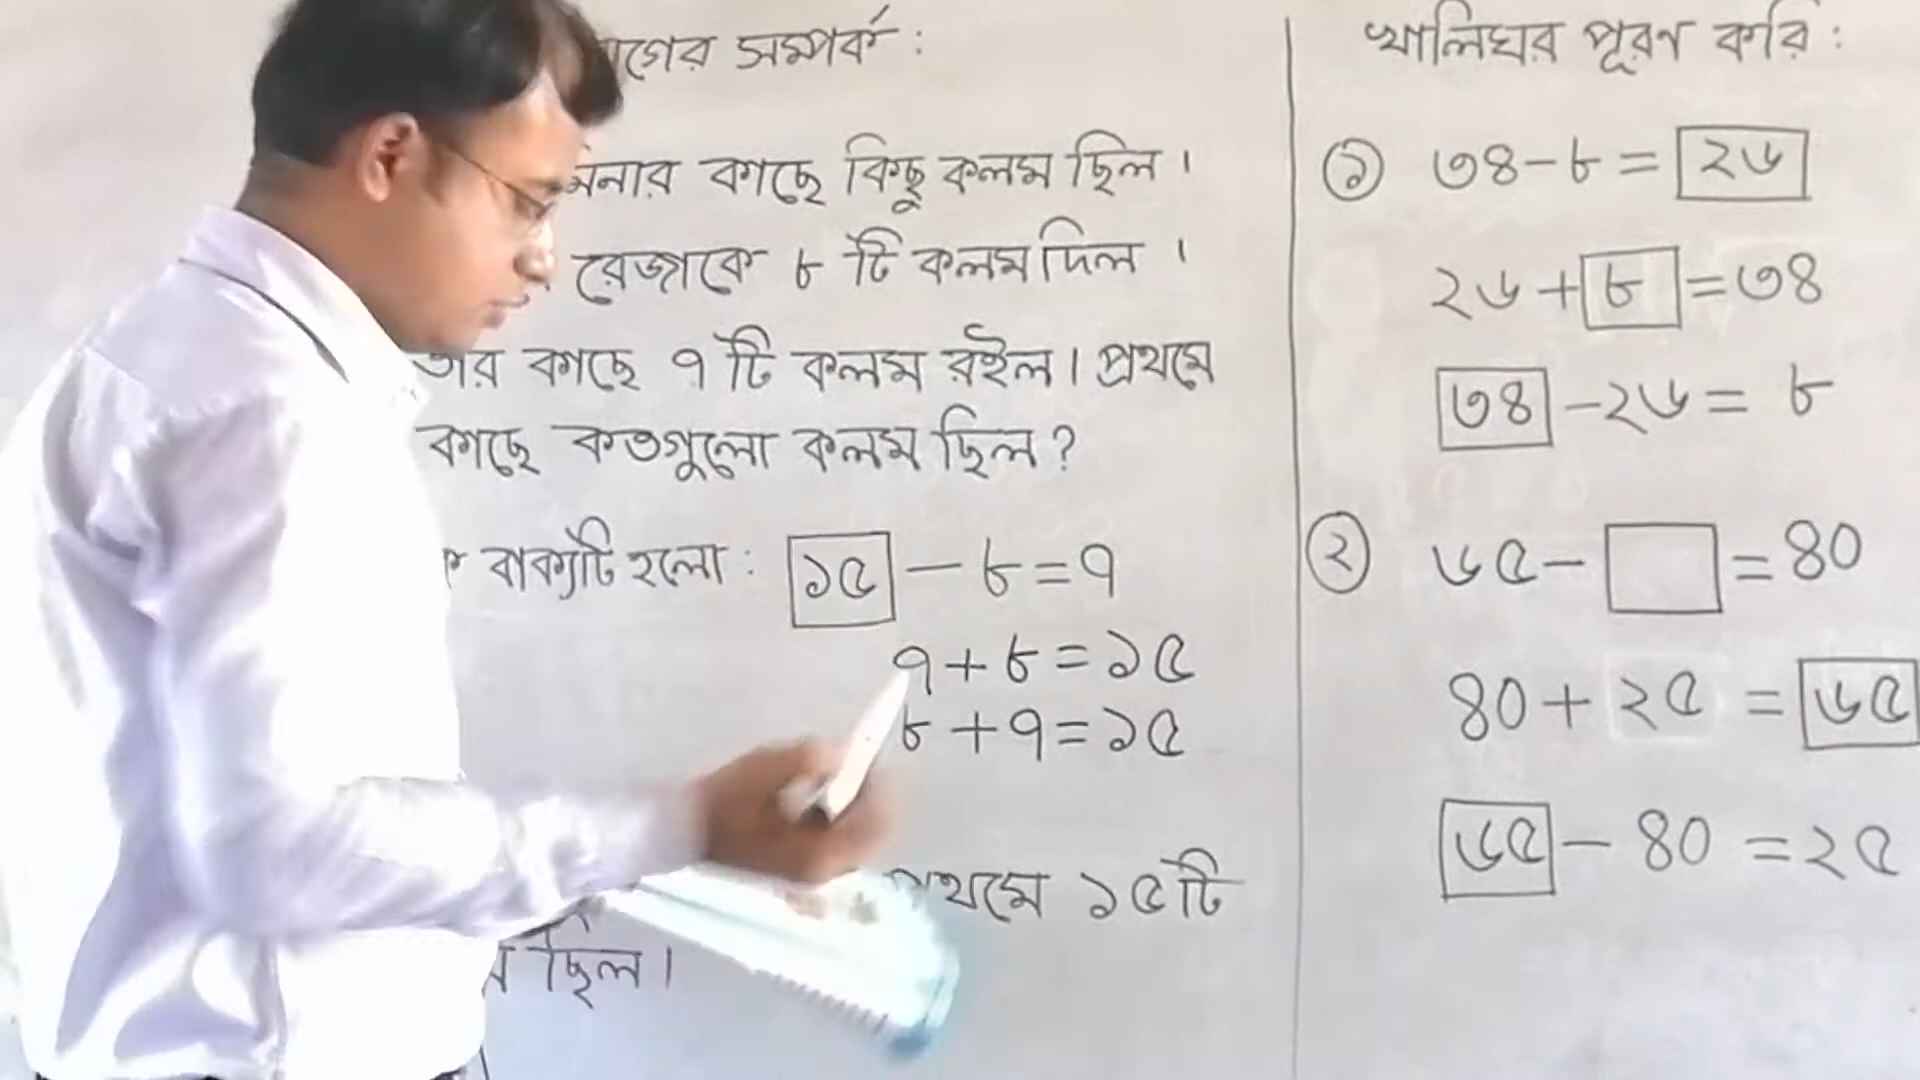 সম্পর্ক :
কাছে কিছু কলম ছিল ।
রেজাকে ৮ টি কলম দিল ।
তার কাছে ৭ টি কলম রইল । প্রথমে
কাছে কতগুলো কলম ছিল ?
বাক্যটি হলো : ১৫ - ৮ = ৭
৭ + ৮ = ১৫
৮ + ৭ = ১৫
প্রথমে ১৫ টি
ছিল ।
খালিঘর পূরণ করি :
১ ৩৪ - ৮ = ২৬
২৬ + ৮ = ৩৪
৩৪ - ২৬ = ৮
২ ৬৫ - = ৪০
৪০ + ২৫ = ৬৫
৬৫ - ৪০ = ২৫